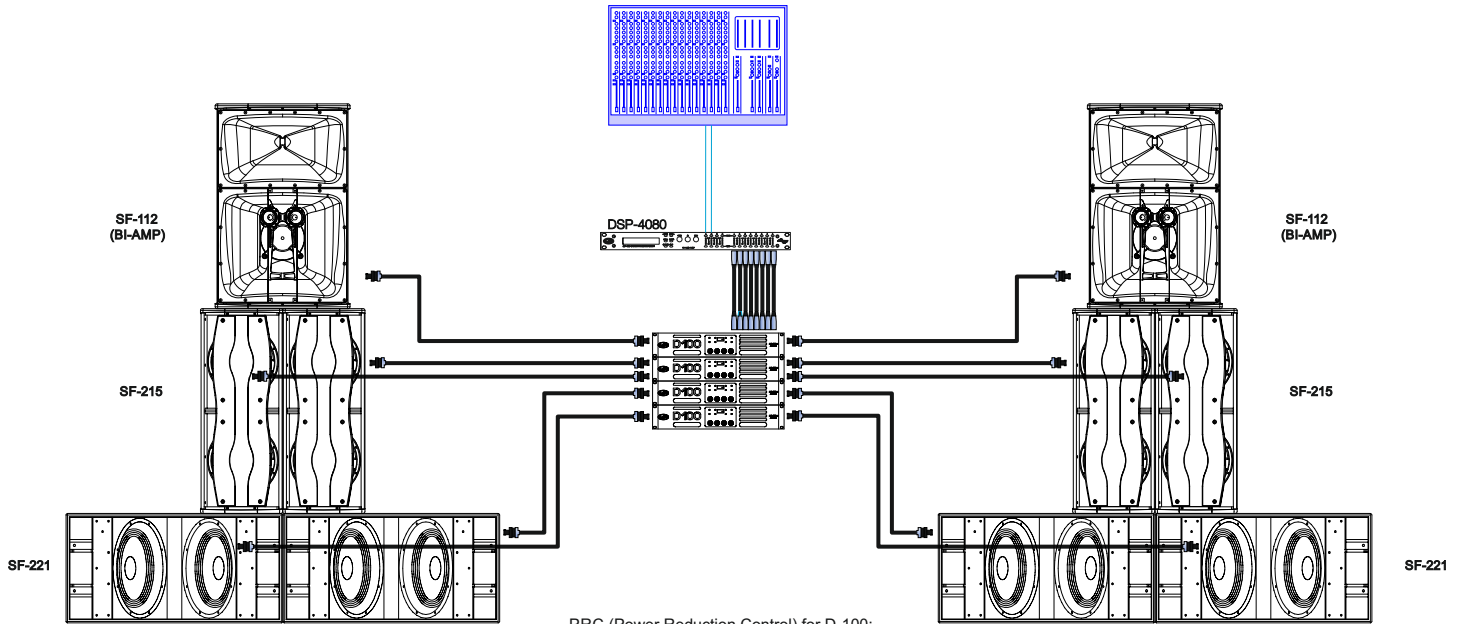 DSP-4080
SF-112
(BI-AMP)
SF-112
(BI-AMP)
D-100
D-100
D-100
D-100
SF-215
SF-215
SF-221
SF-221
PRC (Power Reduction Control) for D-100: